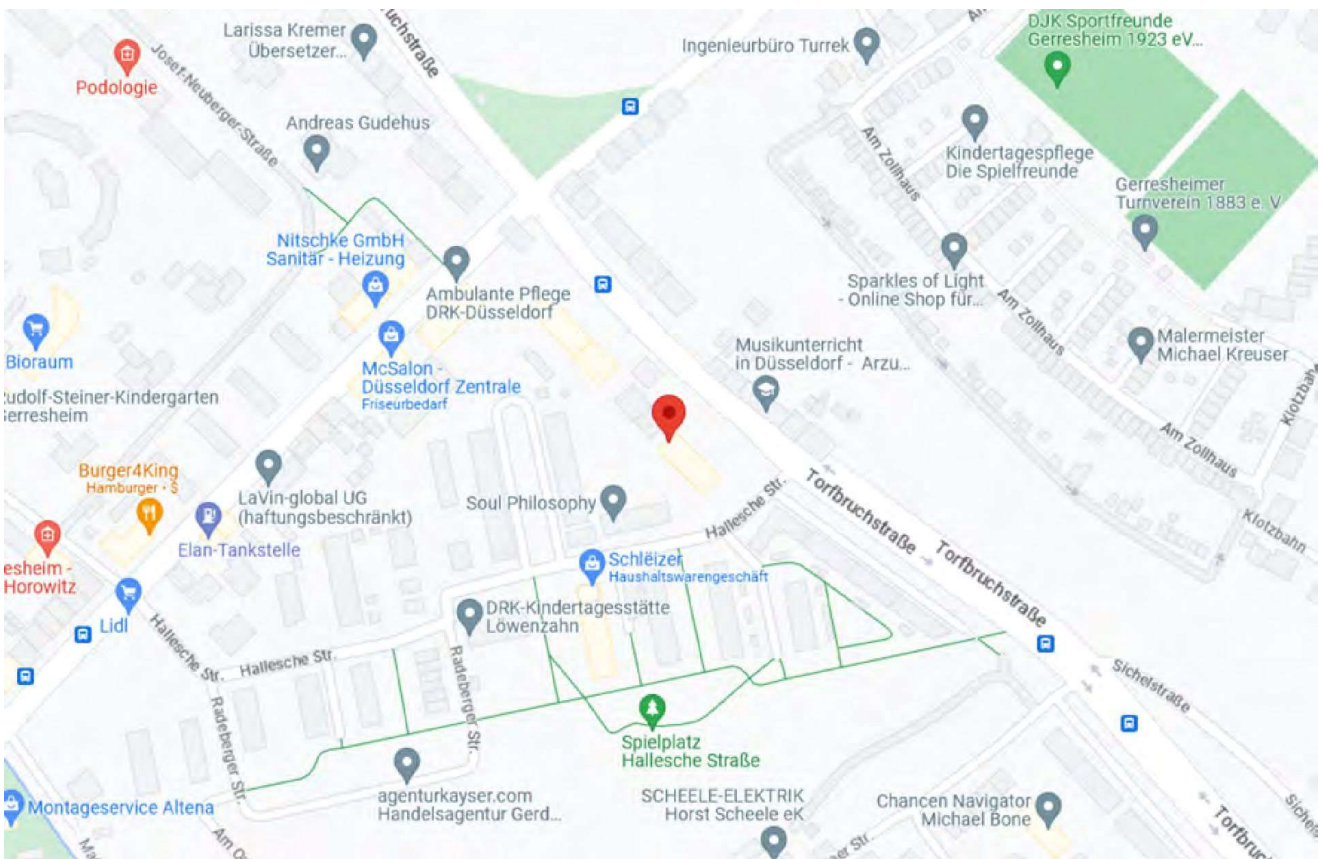 Larissa Kremer
Übersetzer...
uchstraße
Ingenieurbüro Turrek
DJK Sportfreunde
Gerresheim 1923 eV...
Josef-Neuberger-Straße
Podologie
Andreas Gudehus
Am Zollhaus
Kindertagespflege
Die Spielfreunde
Gerresheimer
Turnverein 1883 e. V
Nitschke GmbH
Sanitär - Heizung
Ambulante Pflege
DRK-Düsseldorf
Sparkles of Light
- Online Shop für...
Am Zollhaus
Malermeister
Michael Kreuser
Bioraum
McSalon -
Düsseldorf Zentrale
Friseurbedarf
Musikunterricht
in Düsseldorf - Arzu...
Klotzbahn
udolf-Steiner-Kindergarten
Gerresheim
Am Zollhaus
Burger4King
Hamburger · $
LaVin-global UG
(haftungsbeschränkt)
Soul Philosophy
Hallesche Str.
Torfbruchstraße
Torfbruchstraße
Klotzbahn
Elan-Tankstelle
esheim -
Horowitz
Schlëizer
Haushaltswarengeschäft
DRK-Kindertagesstätte
Löwenzahn
Lidl
Hallesche Str.
Hallesche Str.
Radeberger Str.
Radeberger Str.
Sichelstraße
Spielplatz
Hallesche Straße
Montageservice Altena
agenturkayser.com
Handelsagentur Gerd...
SCHEELE-ELEKTRIK
Horst Scheele eK
Chancen Navigator
Michael Bone
Torfbruchstraße